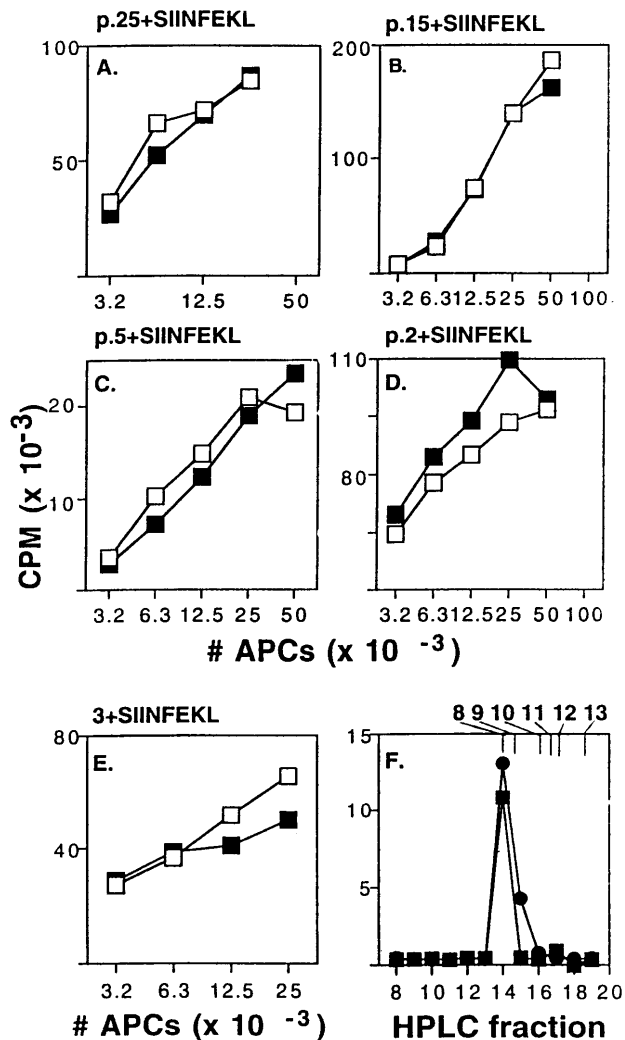 p.25+SIINFEKL
p.15+SIINFEKL
100
A.
50
3.2 12.5 50
200
B.
100
3.2 6.3 12.5 25 50 100
p.5+SIINFEKL
p.2+SIINFEKL
C.
20
10
3.2 6.3 12.5 25 50
110
D.
80
3.2 6.3 12.5 25 50 100
CPM (x 10-3)
# APCs (x 10 -3)
3+SIINFEKL
80
E.
40
3.2 6.3 12.5 25
# APCs (x 10 -3)
8 9 10 11 12 13
15
F.
10
5
8 10 12 14 16 18 20
HPLC fraction